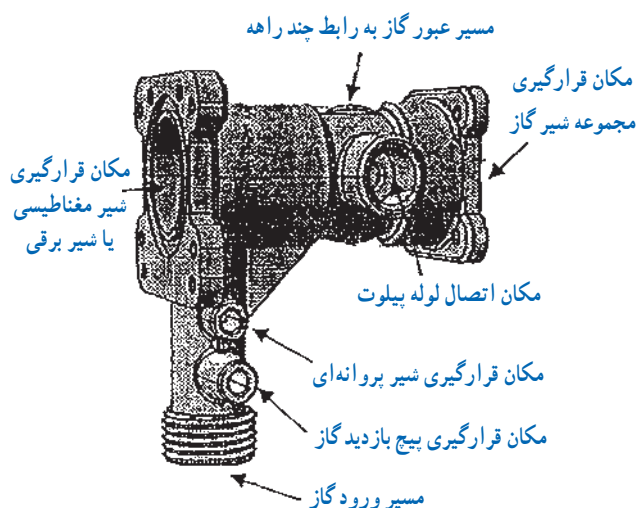 مسیر عبور گاز به رابط چند راهه
مکان قرارگیری
مجموعه شیر گاز
مکان قرارگیری
شیر مغناطیسی
یا شیر برقی
مکان اتصال لوله پیلوت
مکان قرارگیری شیر پروانه‌ای
مکان قرارگیری پیچ بازدید گاز
مسیر ورود گاز